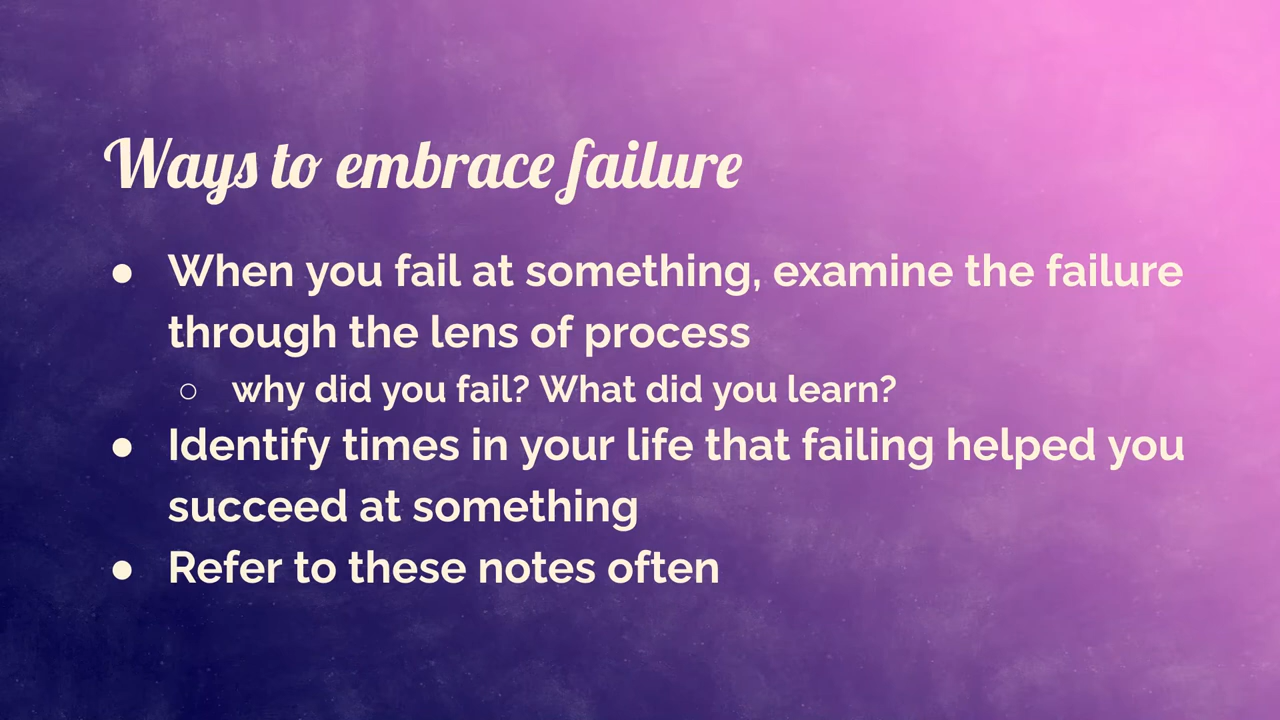 Ways to embrace failure
● When you fail at something, examine the failure
through the lens of process
○ why did you fail? What did you learn?
● Identify times in your life that failing helped you
succeed at something
● Refer to these notes often